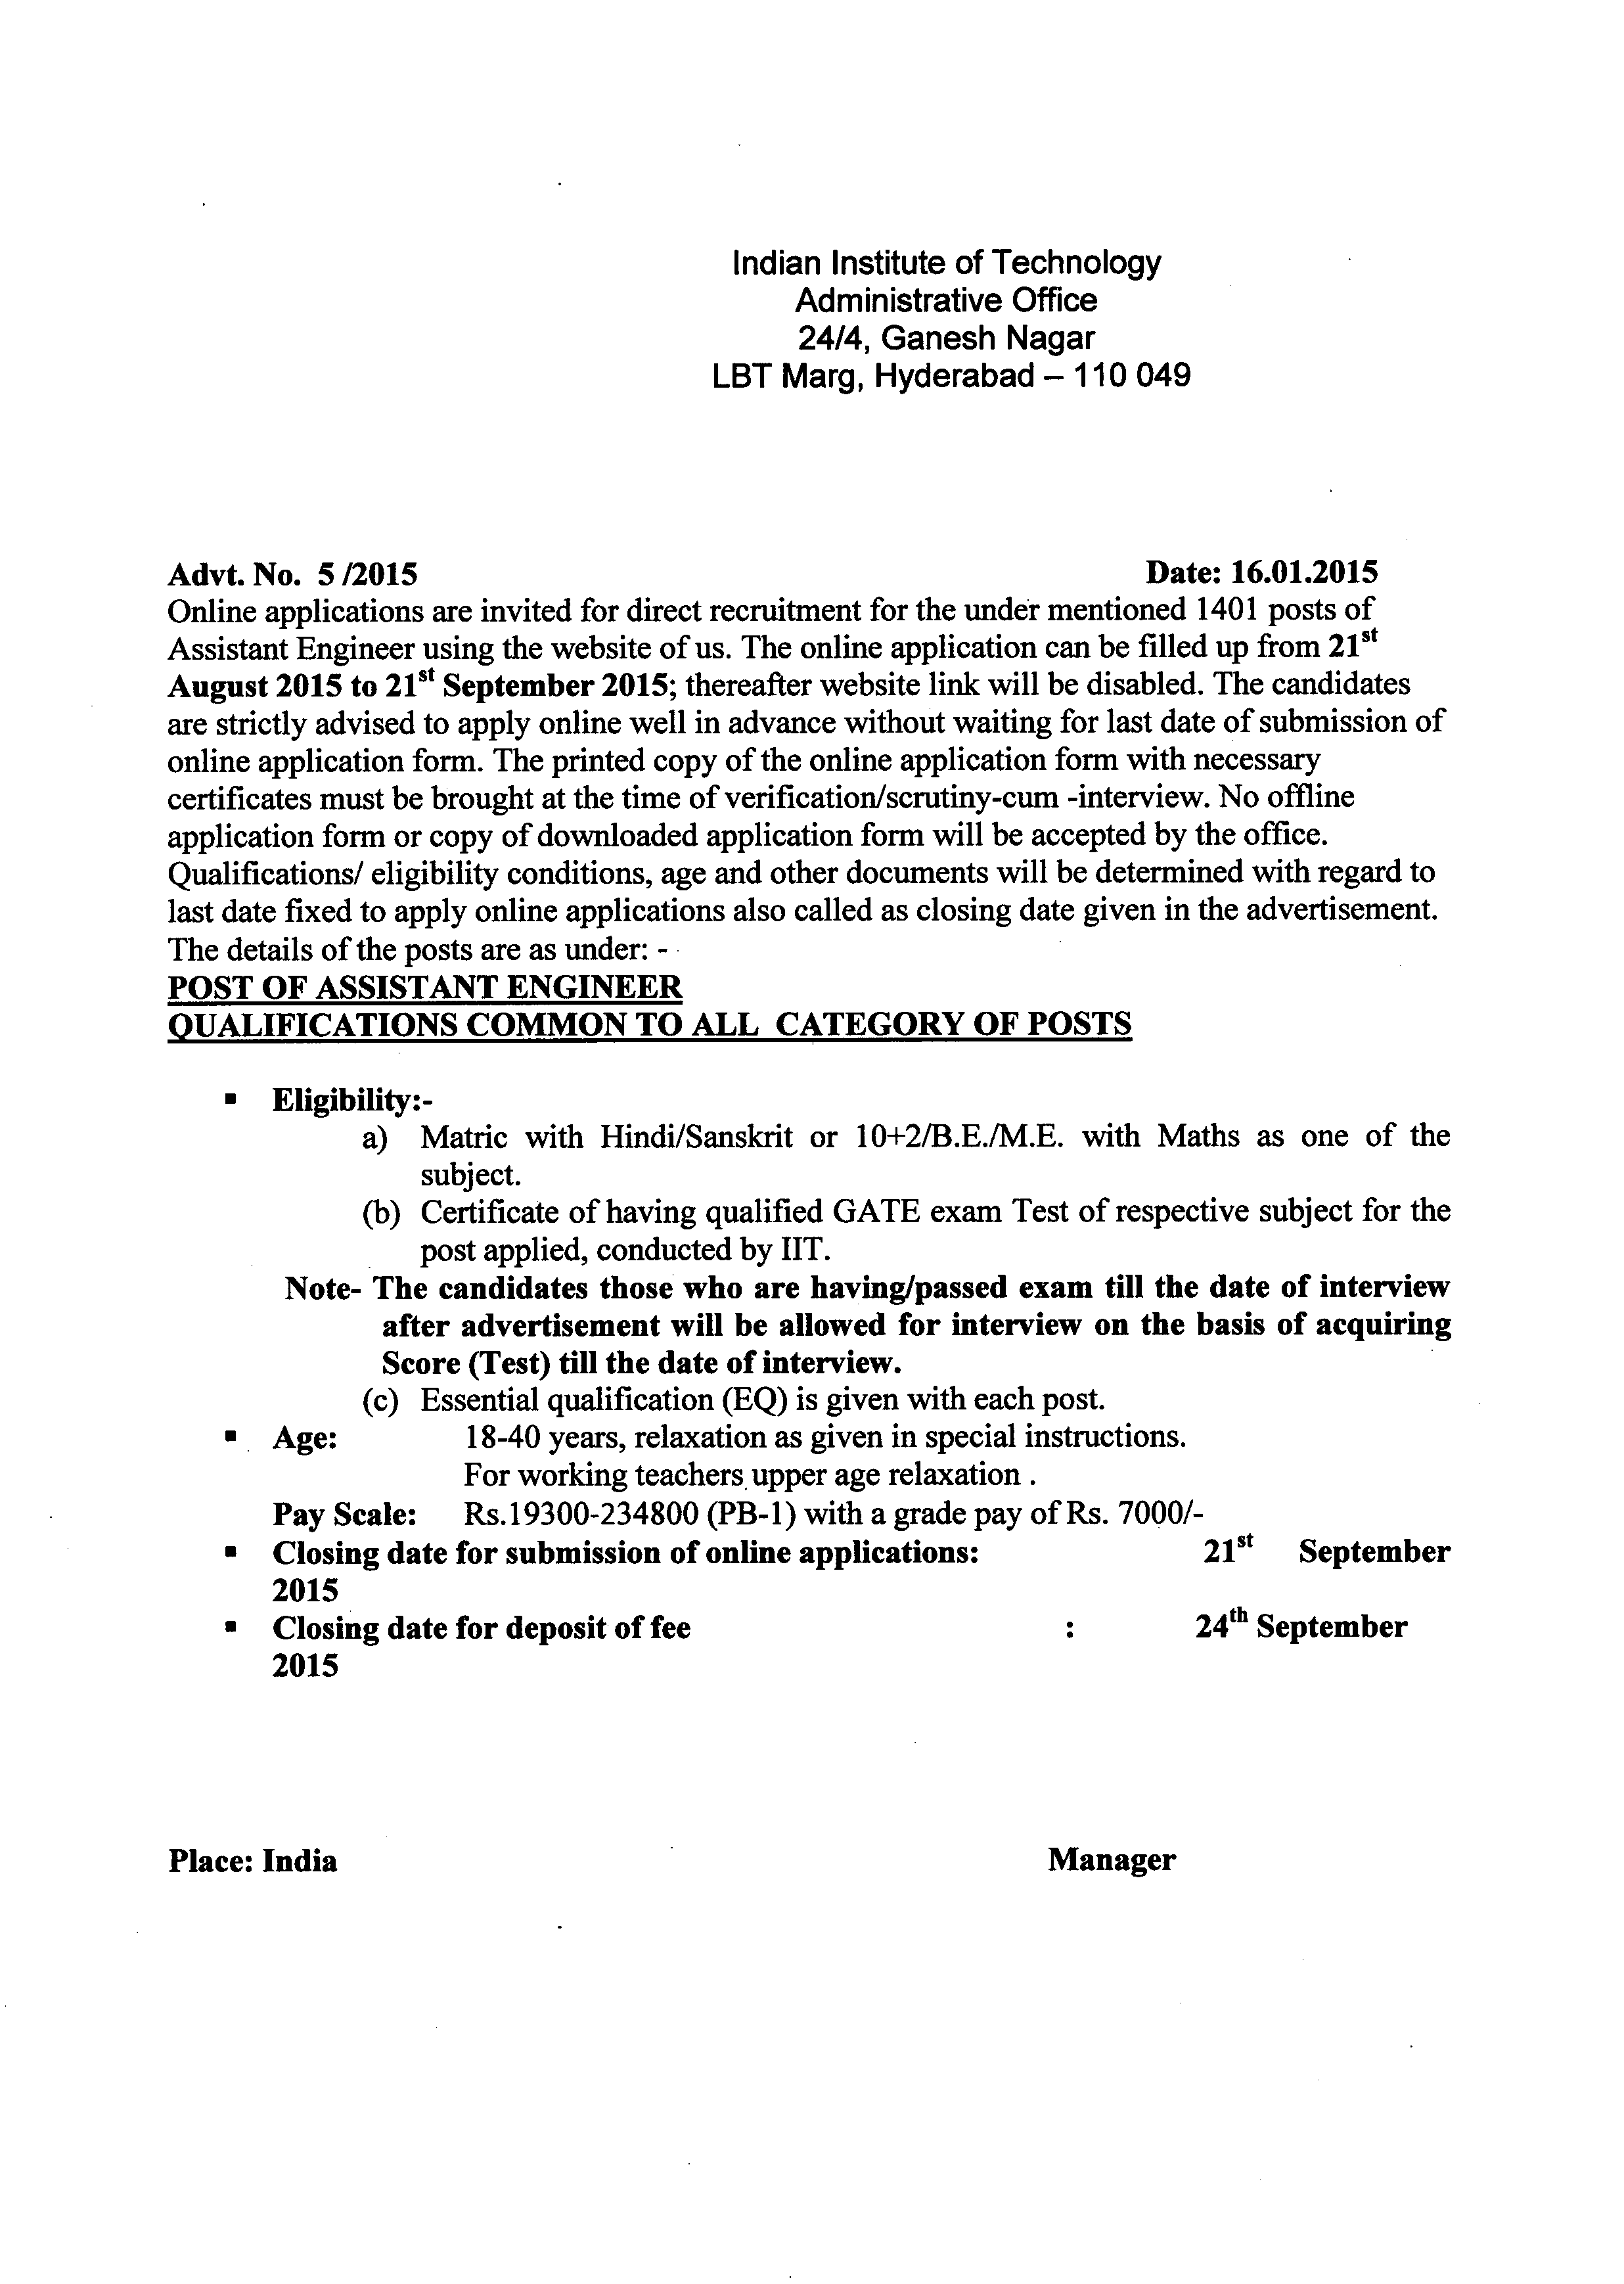 Indian Institute of Technology
Administrative Office
24/4, Ganesh Nagar
LBT Marg, Hyderabad – 110 049
Advt. No. 5 /2015 Date: 16.01.2015
Online applications are invited for direct recruitment for the under mentioned 1401 posts of
Assistant Engineer using the website of us. The online application can be filled up from 21st
August 2015 to 21st September 2015; thereafter website link will be disabled. The candidates
are strictly advised to apply online well in advance without waiting for last date of submission of
online application form. The printed copy of the online application form with necessary
certificates must be brought at the time of verification/scrutiny-cum -interview. No offline
application form or copy of downloaded application form will be accepted by the office.
Qualifications/ eligibility conditions, age and other documents will be determined with regard to
last date fixed to apply online applications also called as closing date given in the advertisement.
The details of the posts are as under: -
POST OF ASSISTANT ENGINEER
QUALIFICATIONS COMMON TO ALL CATEGORY OF POSTS
▪ Eligibility:-
a) Matric with Hindi/Sanskrit or 10+2/B.E./M.E. with Maths as one of the
subject.
(b) Certificate of having qualified GATE exam Test of respective subject for the
post applied, conducted by IIT.
Note- The candidates those who are having/passed exam till the date of interview
after advertisement will be allowed for interview on the basis of acquiring
Score (Test) till the date of interview.
(c) Essential qualification (EQ) is given with each post.
▪ Age: 18-40 years, relaxation as given in special instructions.
For working teachers upper age relaxation .
Pay Scale: Rs.19300-234800 (PB-1) with a grade pay of Rs. 7000/-
▪ Closing date for submission of online applications: 21st September
2015
▪ Closing date for deposit of fee : 24th September
2015
Place: India Manager